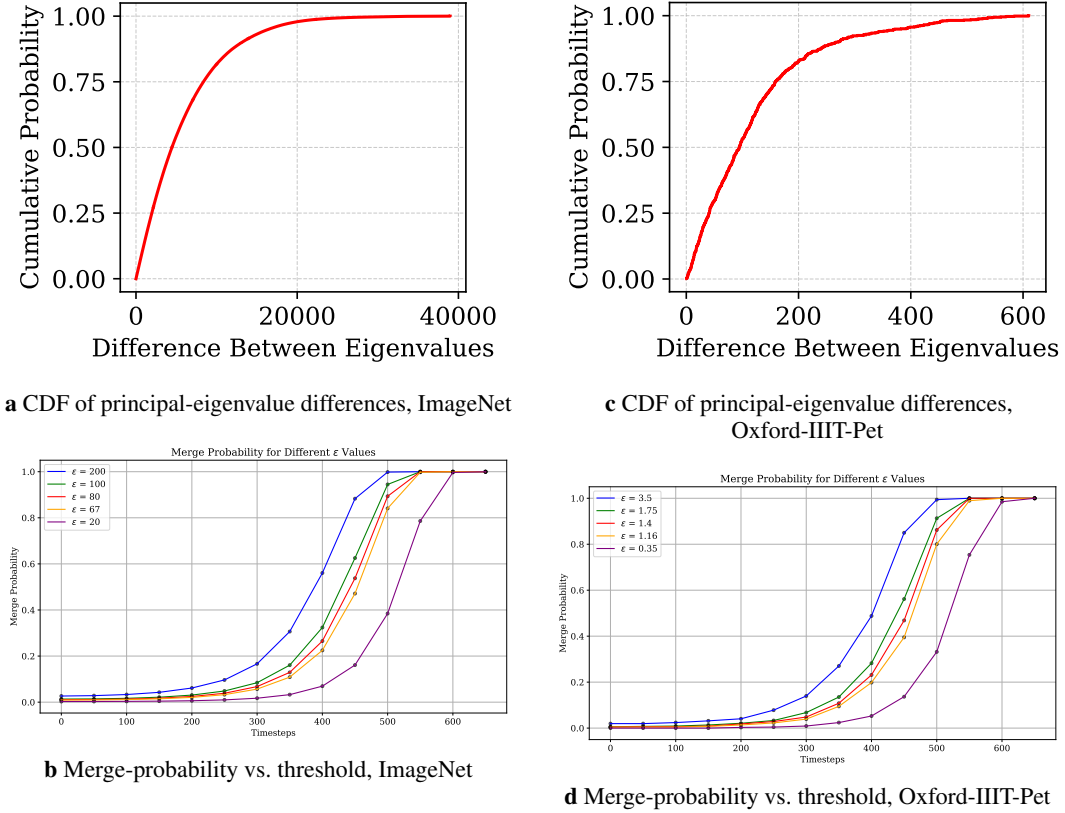 1.00
0.75
0.50
0.25
0.00
Cumulative Probability
0
20000
40000
Difference Between Eigenvalues
a CDF of principal-eigenvalue differences, ImageNet
1.00
0.75
0.50
0.25
0.00
Cumulative Probability
0
200
400
600
Difference Between Eigenvalues
c CDF of principal-eigenvalue differences,
Oxford-IIIT-Pet
Merge Probability for Different ε Values
ε = 200
ε = 100
ε = 80
ε = 67
ε = 20
1.0
0.8
0.6
0.4
0.2
0.0
Merge Probability
0
100
200
300
400
500
600
Timesteps
b Merge-probability vs. threshold, ImageNet
Merge Probability for Different ε Values
ε = 3.5
ε = 1.75
ε = 1.4
ε = 1.16
ε = 0.35
1.0
0.8
0.6
0.4
0.2
0.0
Merge Probability
0
100
200
300
400
500
600
Timesteps
d Merge-probability vs. threshold, Oxford-IIIT-Pet